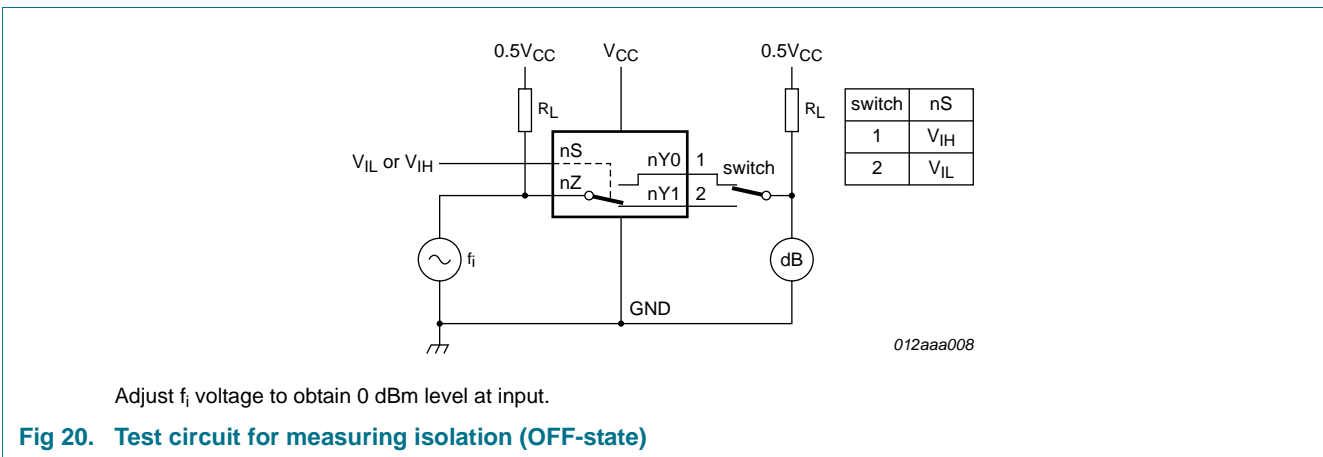 0.5VCC VCC 0.5VCC
RL RL
switch nS
1 VIH
2 VIL
VIL or VIH
nS nY0 1 switch
nZ nY1 2
fi dB
GND
012aaa008
Adjust fi voltage to obtain 0 dBm level at input.
Fig 20. Test circuit for measuring isolation (OFF-state)